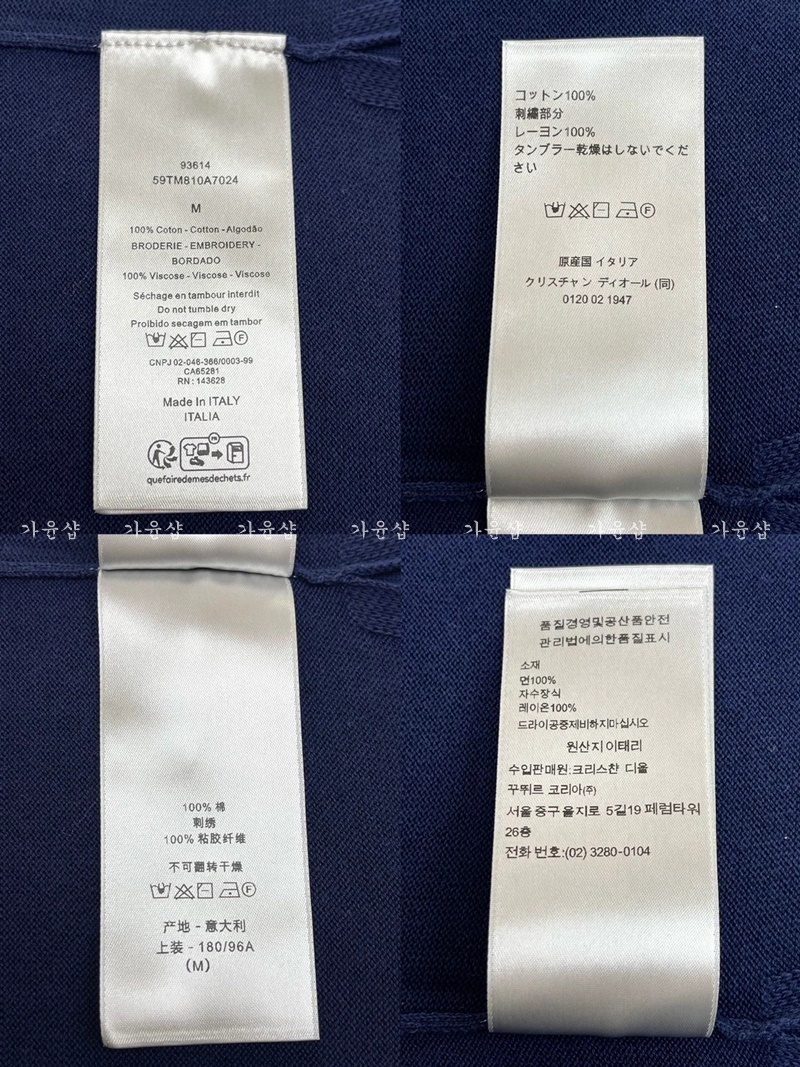 93614
59TM810A7024
M
100% Coton - Cotton - Algodão
BRODERIE - EMBROIDERY -
BORDADO
100% Viscose - Viscose - Viscose
Séchage en tambour interdit
Do not tumble dry
Proibido secagem em tambor
F
CNPJ 02-046-366/0003-99
CA65281
RN : 143628
Made In ITALY
ITALIA
FR
quefairedemesdechets.fr
コットン100%
刺繡部分
レーヨン100%
タンブラー乾燥はしないでくだ
さい
F
原産国 イタリア
クリスチャン ディオール (同)
0120 02 1947
가윤샵 가윤샵 가윤샵 가윤샵 가윤샵 가윤샵 가윤샵
100% 棉
刺绣
100% 粘胶纤维
不可翻转干燥
F
产地 - 意大利
上装 - 180/96A
(M)
품질경영및공산품안전
관리법에의한품질표시
소재
면100%
자수장식
레이온100%
드라이공중제비하지마십시오
원산지 이태리
수입판매원:크리스챤 디올
꾸뛰르 코리아(주)
서울 중구 을지로 5길19 페럼타워
26층
전화 번호:(02) 3280-0104